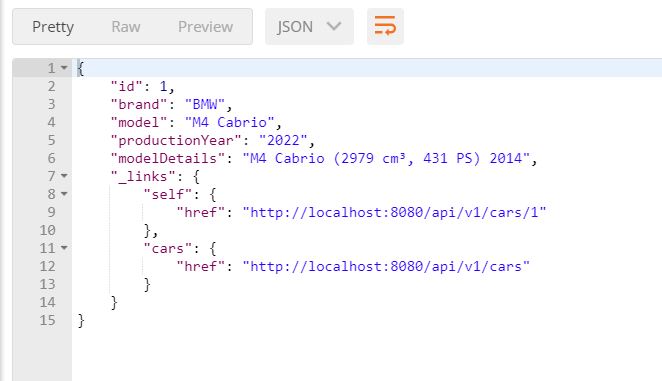 Pretty Raw Preview JSON
1 {
2 "id": 1,
3 "brand": "BMW",
4 "model": "M4 Cabrio",
5 "productionYear": "2022",
6 "modelDetails": "M4 Cabrio (2979 cm³, 431 PS) 2014",
7 "_links": {
8 "self": {
9 "href": "http://localhost:8080/api/v1/cars/1"
10 },
11 "cars": {
12 "href": "http://localhost:8080/api/v1/cars"
13 }
14 }
15 }